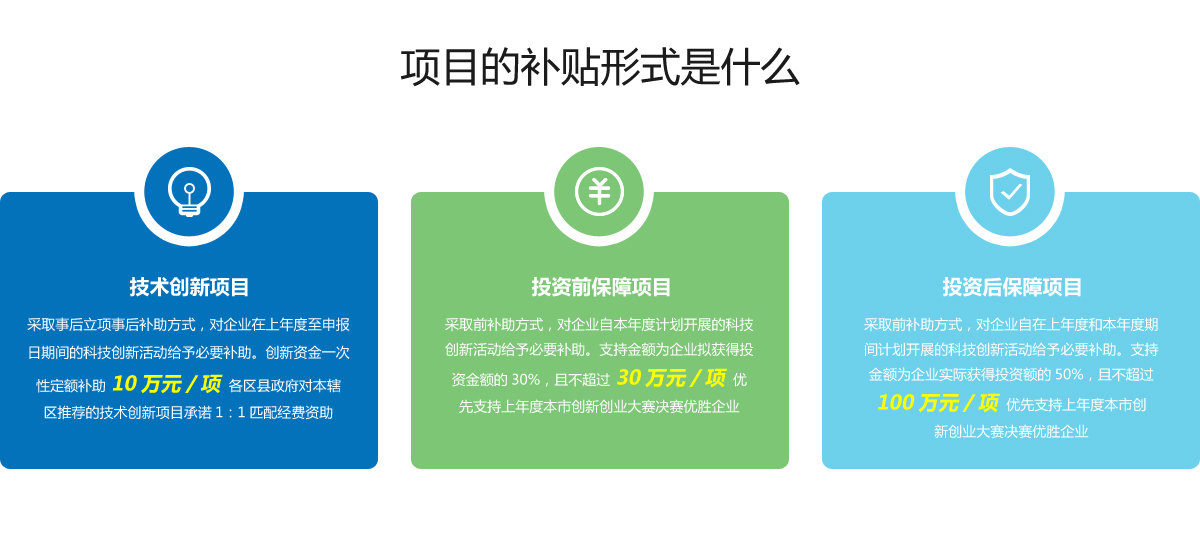 项目的补贴形式是什么
技术创新项目
采取事后立项事后补助方式，对企业在上年度至申报
日期间的科技创新活动给予必要补助。创新资金一次
性定额补助 10 万元 / 项 各区县政府对本辖
区推荐的技术创新项目承诺 1：1 匹配经费资助
投资前保障项目
采取前补助方式，对企业自本年度计划开展的科技
创新活动给予必要补助。支持金额为企业拟获得投
资金额的 30%，且不超过 30 万元 / 项 优
先支持上年度本市创新创业大赛决赛优胜企业
投资后保障项目
采取前补助方式，对企业自在上年度和本年度期
间计划开展的科技创新活动给予必要补助。支持
金额为企业实际获得投资额的 50%，且不超过
100 万元 / 项 优先支持上年度本市创
新创业大赛决赛优胜企业